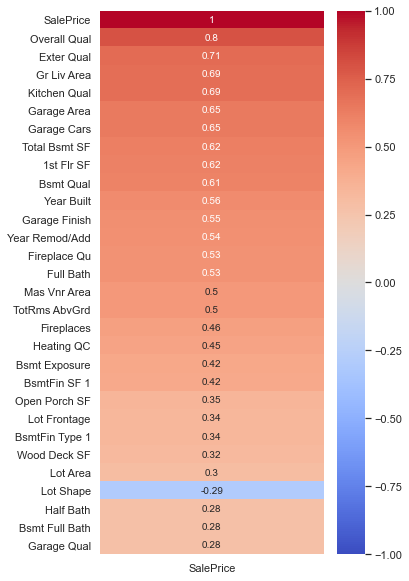 SalePrice 1
Overall Qual 0.8
Exter Qual 0.71
Gr Liv Area 0.69
Kitchen Qual 0.69
Garage Area 0.65
Garage Cars 0.65
Total Bsmt SF 0.62
1st Flr SF 0.62
Bsmt Qual 0.61
Year Built 0.56
Garage Finish 0.55
Year Remod/Add 0.54
Fireplace Qu 0.53
Full Bath 0.53
Mas Vnr Area 0.5
TotRms AbvGrd 0.5
Fireplaces 0.46
Heating QC 0.45
Bsmt Exposure 0.42
BsmtFin SF 1 0.42
Open Porch SF 0.35
Lot Frontage 0.34
BsmtFin Type 1 0.34
Wood Deck SF 0.32
Lot Area 0.3
Lot Shape -0.29
Half Bath 0.28
Bsmt Full Bath 0.28
Garage Qual 0.28
SalePrice
1.00
0.75
0.50
0.25
0.00
−0.25
−0.50
−0.75
−1.00